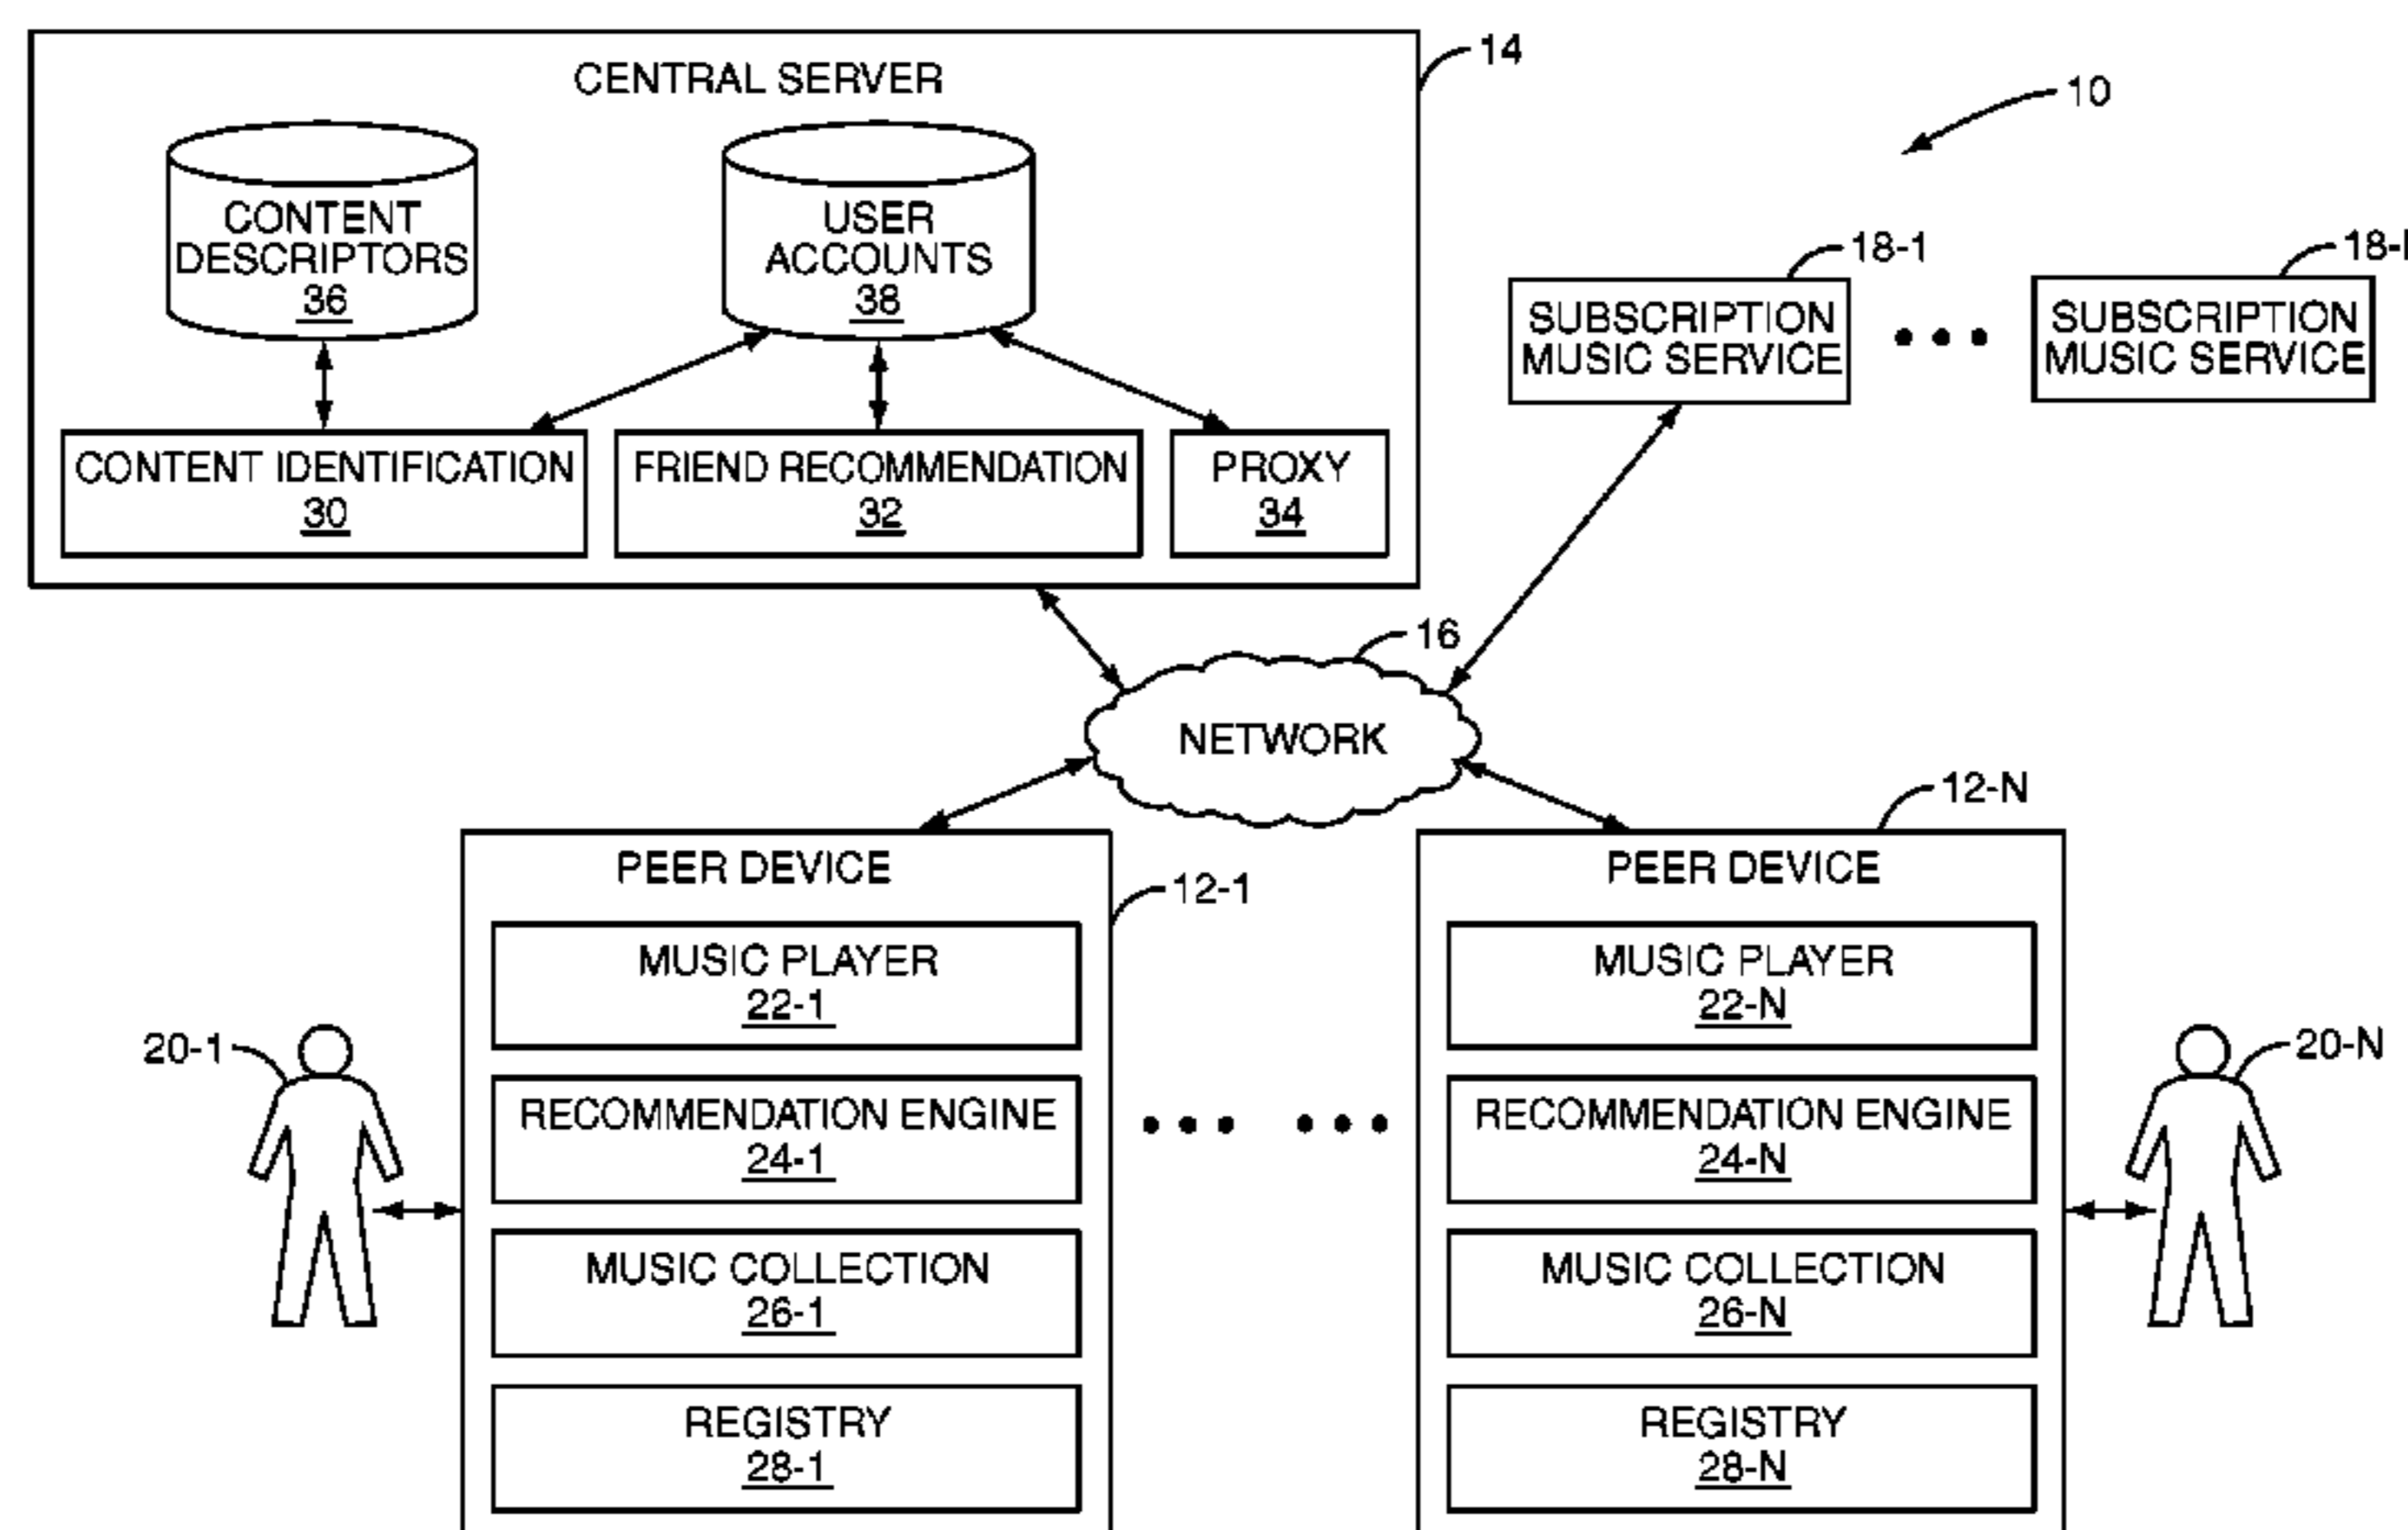 CENTRAL SERVER
14
10
CONTENT
DESCRIPTORS
36
USER
ACCOUNTS
38
18-1
SUBSCRIPTION
MUSIC SERVICE
SUBSCRIPTION
MUSIC SERVICE
CONTENT IDENTIFICATION
30
FRIEND RECOMMENDATION
32
PROXY
34
16
NETWORK
12-N
PEER DEVICE
12-1
MUSIC PLAYER
22-1
RECOMMENDATION ENGINE
24-1
MUSIC COLLECTION
26-1
REGISTRY
28-1
20-1
PEER DEVICE
MUSIC PLAYER
22-N
RECOMMENDATION ENGINE
24-N
MUSIC COLLECTION
26-N
REGISTRY
28-N
20-N